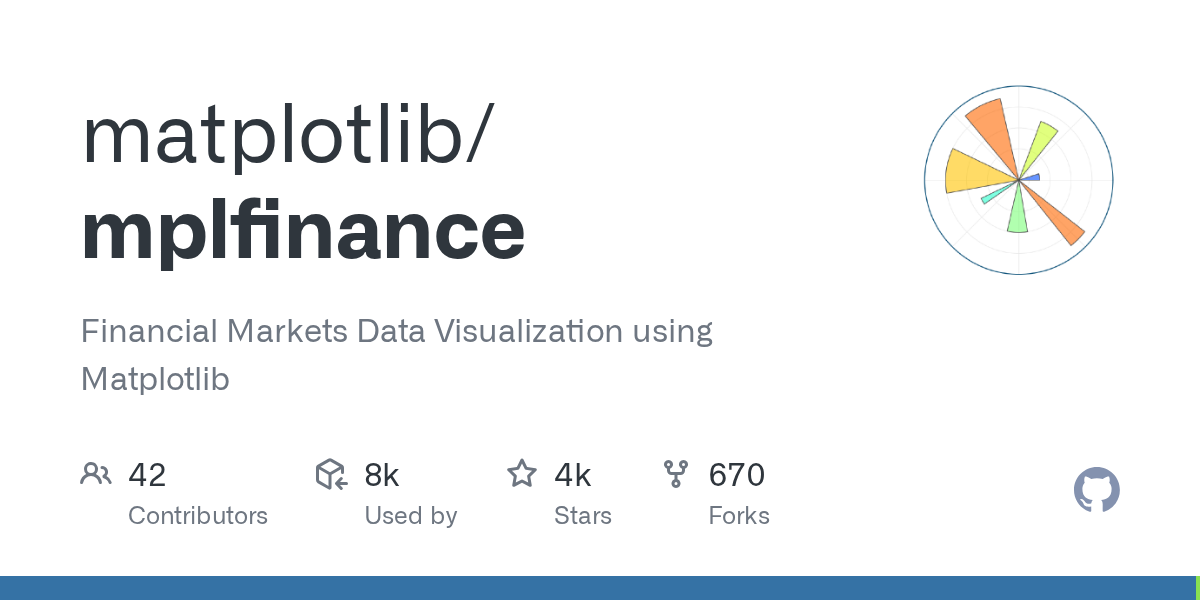 matplotlib/
mplfinance
Financial Markets Data Visualization using
Matplotlib
42 8k 4k 670
Contributors Used by Stars Forks